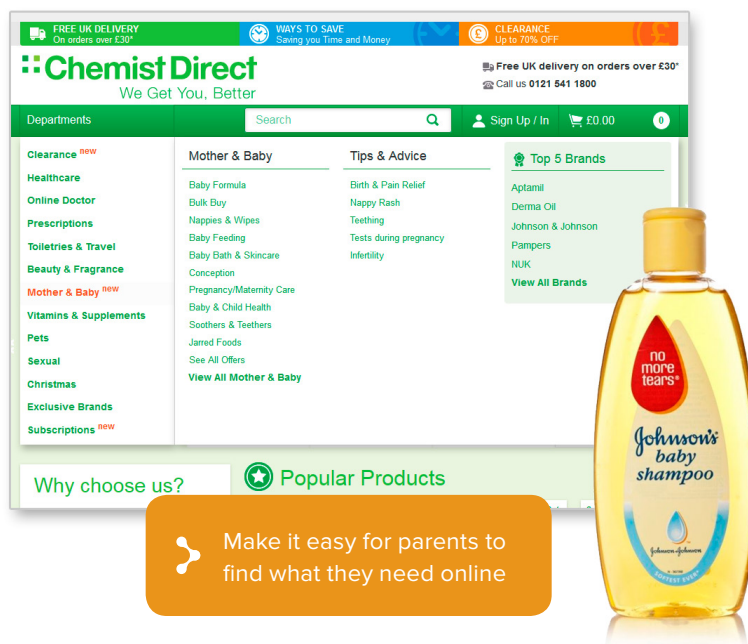 FREE UK DELIVERY
On orders over £30*
WAYS TO SAVE
Saving you Time and Money
CLEARANCE
Up to 70% OFF
Chemist Direct
We Get You, Better
Free UK delivery on orders over £30*
Call us 0121 541 1800
Departments
Search
Sign Up / In
£0.00
0
Clearance new
Healthcare
Online Doctor
Prescriptions
Toiletries & Travel
Beauty & Fragrance
Mother & Baby new
Vitamins & Supplements
Pets
Sexual
Christmas
Exclusive Brands
Subscriptions new
Mother & Baby
Baby Formula
Bulk Buy
Nappies & Wipes
Baby Feeding
Baby Bath & Skincare
Conception
Pregnancy/Maternity Care
Baby & Child Health
Soothers & Teethers
Jarred Foods
See All Offers
View All Mother & Baby
Tips & Advice
Birth & Pain Relief
Nappy Rash
Teething
Tests during pregnancy
Infertility
Top 5 Brands
Aptamil
Derma Oil
Johnson & Johnson
Pampers
NUK
View All Brands
Why choose us?
Popular Products
no
more
tears®
Johnson's
baby
shampoo
Johnson & Johnson
SOFTEST EVER*
Make it easy for parents to
find what they need online